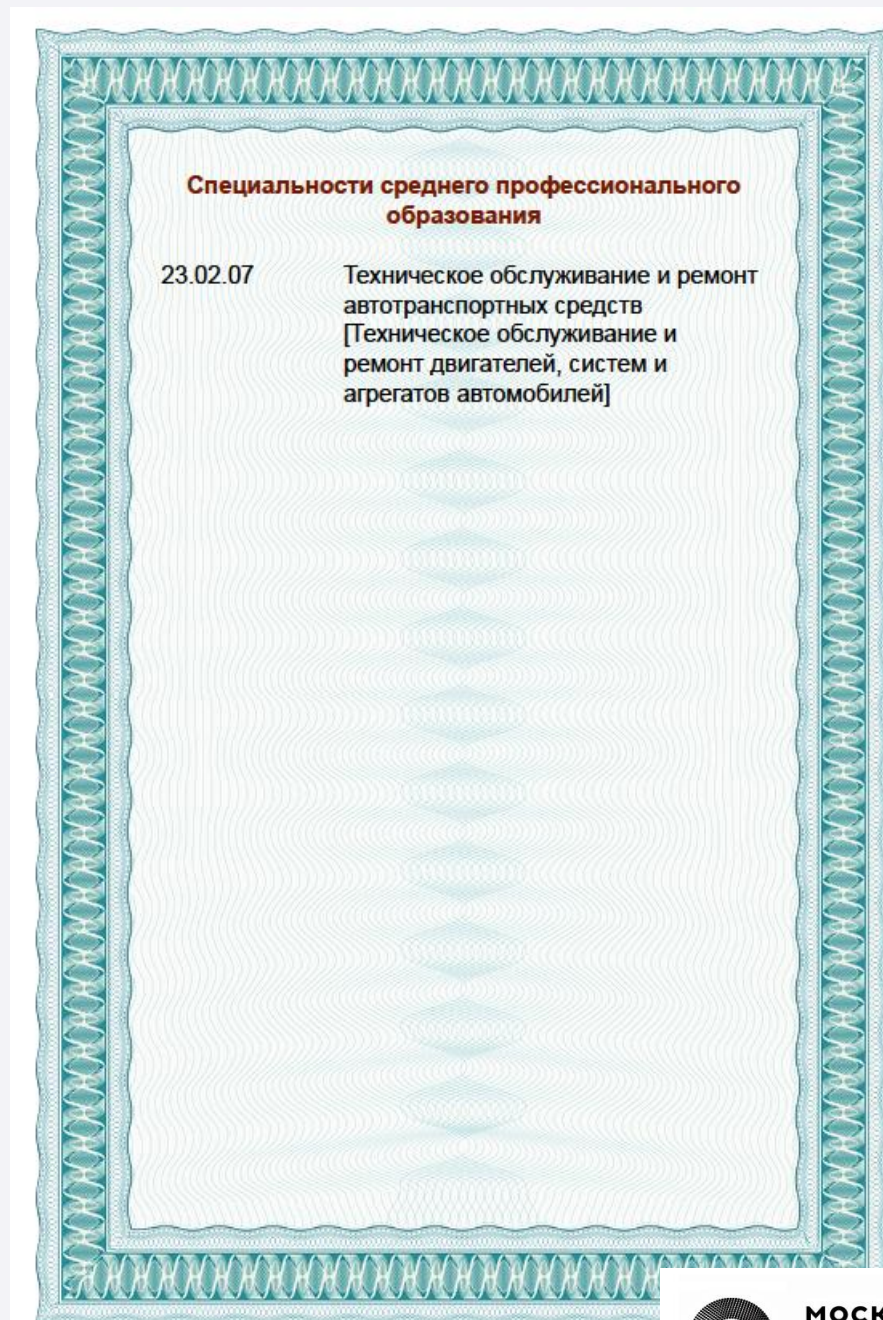 Специальности среднего профессионального
образования
23.02.07 Техническое обслуживание и ремонт
автотранспортных средств
[Техническое обслуживание и
ремонт двигателей, систем и
агрегатов автомобилей]